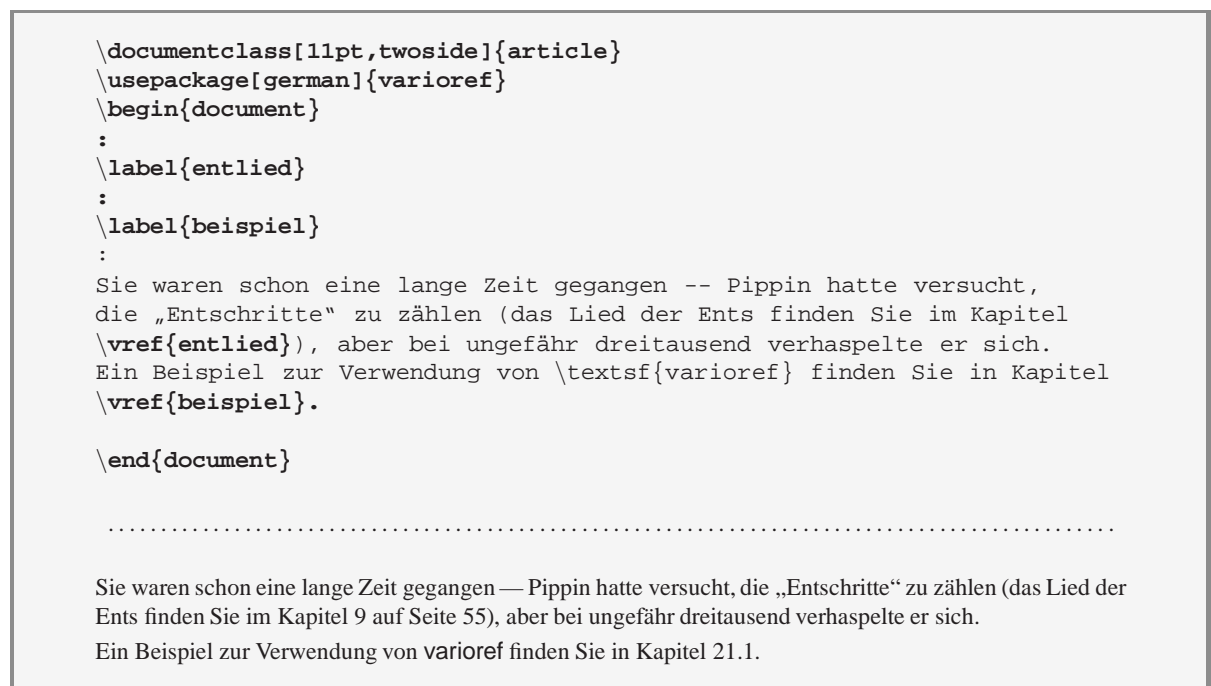 \documentclass[11pt,twoside]{article}
\usepackage[german]{varioref}
\begin{document}
:
\label{entlied}
:
\label{beispiel}
:
Sie waren schon eine lange Zeit gegangen -- Pippin hatte versucht,
die „Entschritte“ zu zählen (das Lied der Ents finden Sie im Kapitel
\vref{entlied}), aber bei ungefähr dreitausend verhaspelte er sich.
Ein Beispiel zur Verwendung von \textsf{varioref} finden Sie in Kapitel
\vref{beispiel}.
\end{document}
................................................................................................
Sie waren schon eine lange Zeit gegangen — Pippin hatte versucht, die „Entschritte“ zu zählen (das Lied der
Ents finden Sie im Kapitel 9 auf Seite 55), aber bei ungefähr dreitausend verhaspelte er sich.
Ein Beispiel zur Verwendung von varioref finden Sie in Kapitel 21.1.